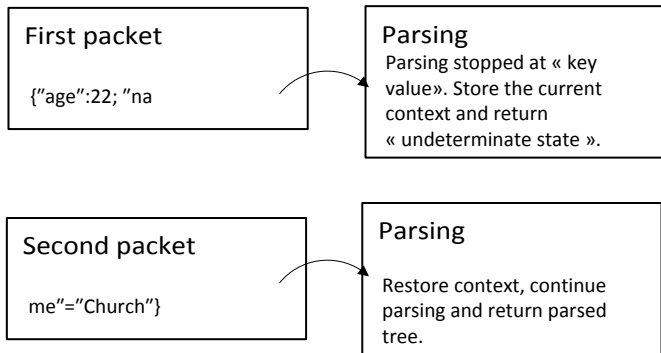 First packet
{"age":22; "na
Parsing
Parsing stopped at « key
value». Store the current
context and return
« undeterminate state ».
Second packet
me"="Church"}
Parsing
Restore context, continue
parsing and return parsed
tree.